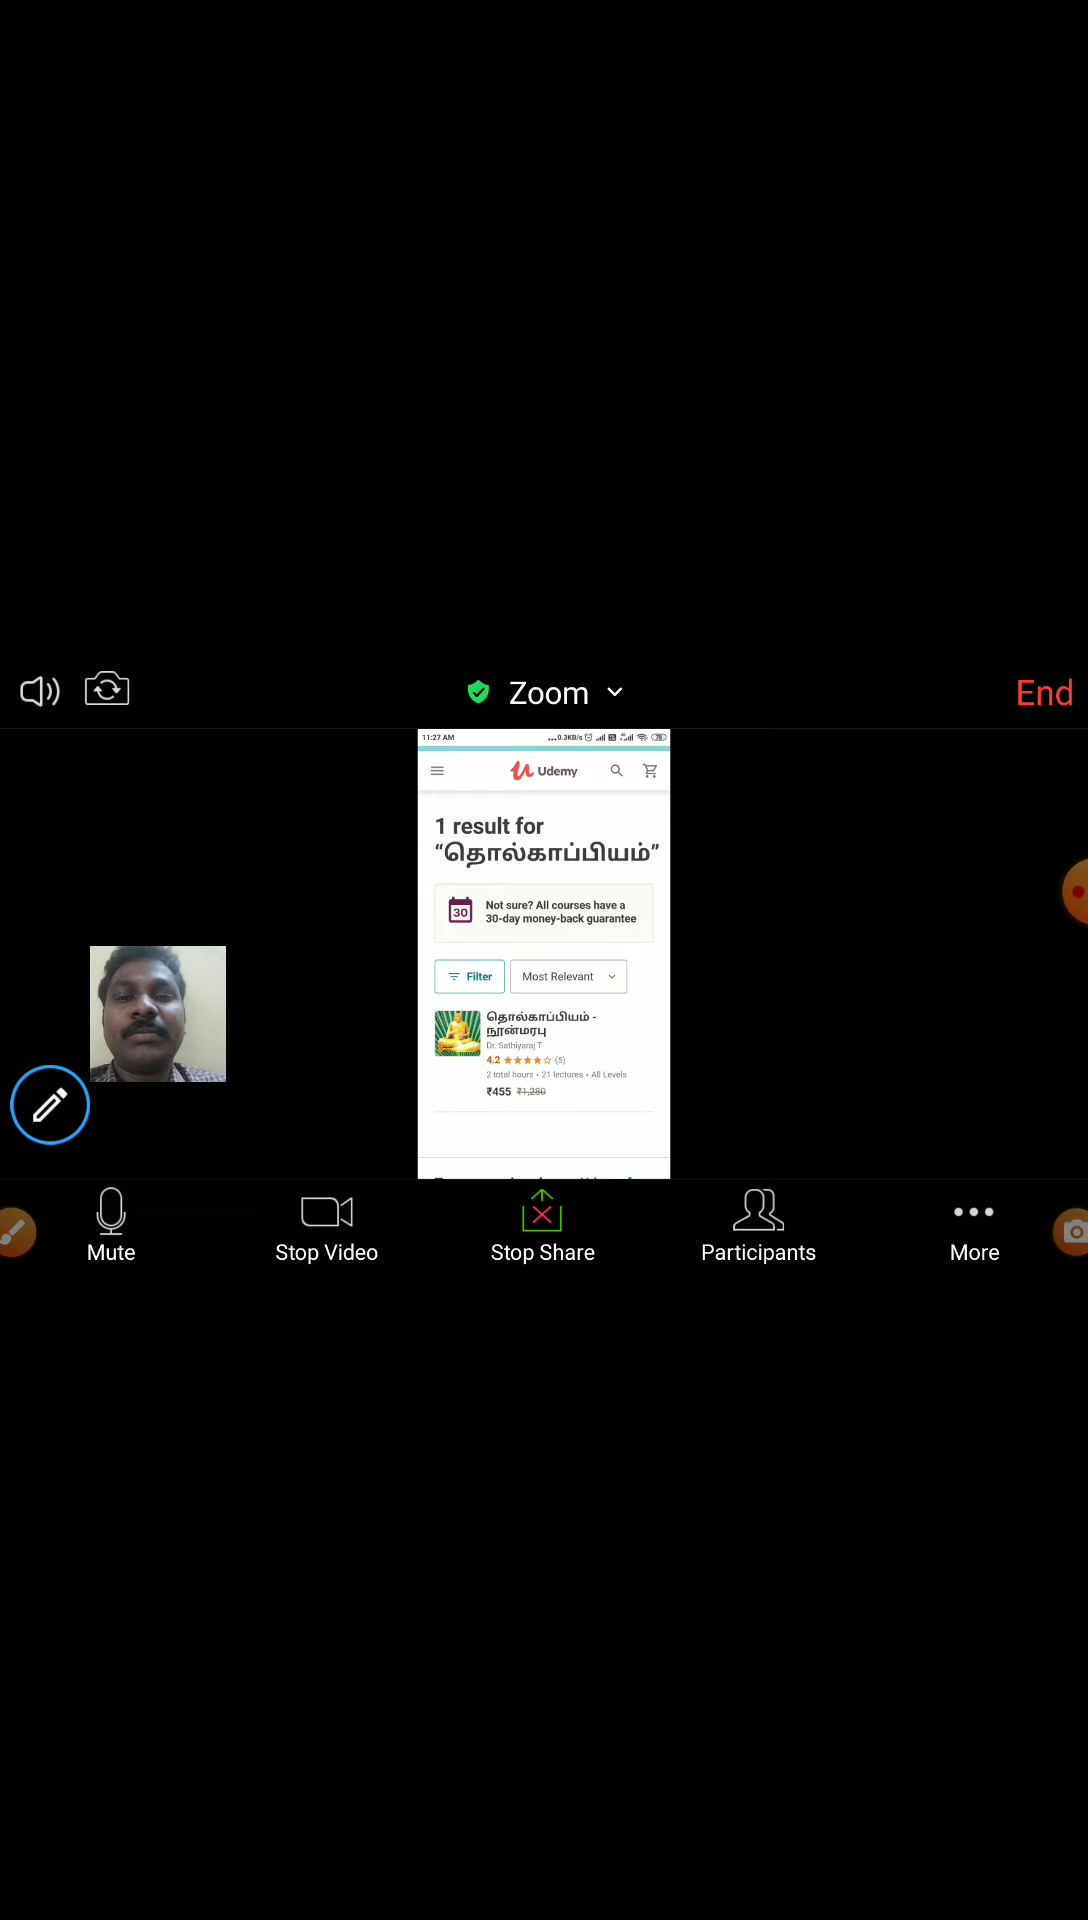 Zoom
End
11:27 AM
...0.3KB/s
Udemy
1 result for
“தொல்காப்பியம்”
30
Not sure? All courses have a
30-day money-back guarantee
Filter
Most Relevant
தொல்காப்பியம் -
நூன்மரபு
Dr. Sathiyaraj T
4.2 (5)
2 total hours • 21 lectures • All Levels
₹455 ₹1,280
Mute
Stop Video
Stop Share
Participants
More